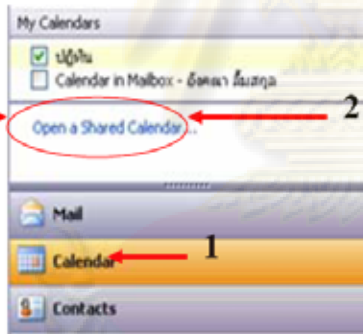 My Calendars
ปฏิทิน
Calendar in Mailbox -
Open a Shared Calendar...
2
Mail
Calendar
1
Contacts